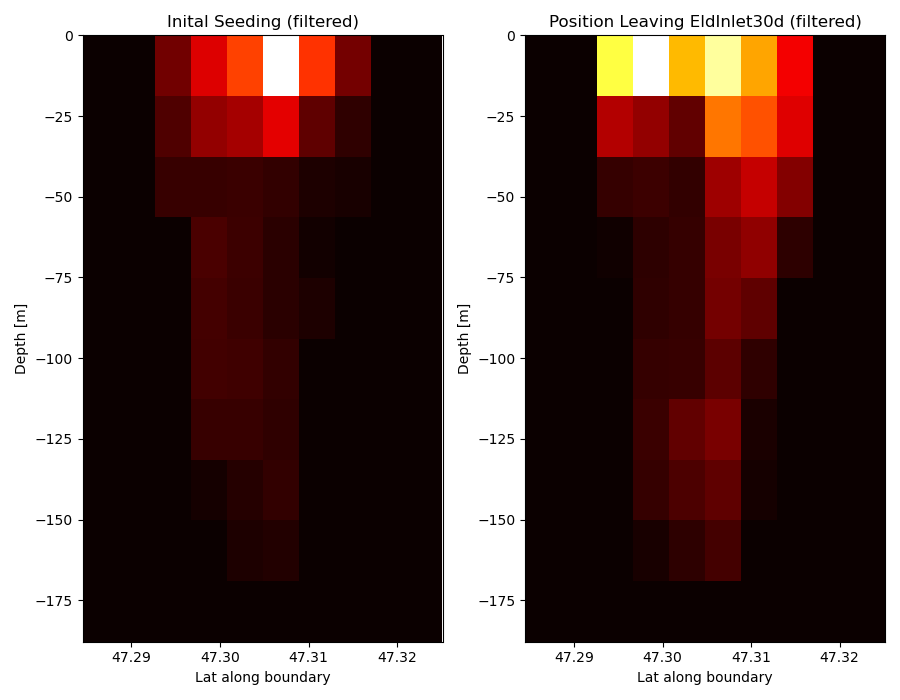 Inital Seeding (filtered)
Position Leaving EldInlet30d (filtered)
0
−25
−50
−75
−100
−125
−150
−175
Depth [m]
47.29 47.30 47.31 47.32
Lat along boundary
0
−25
−50
−75
−100
−125
−150
−175
Depth [m]
47.29 47.30 47.31 47.32
Lat along boundary